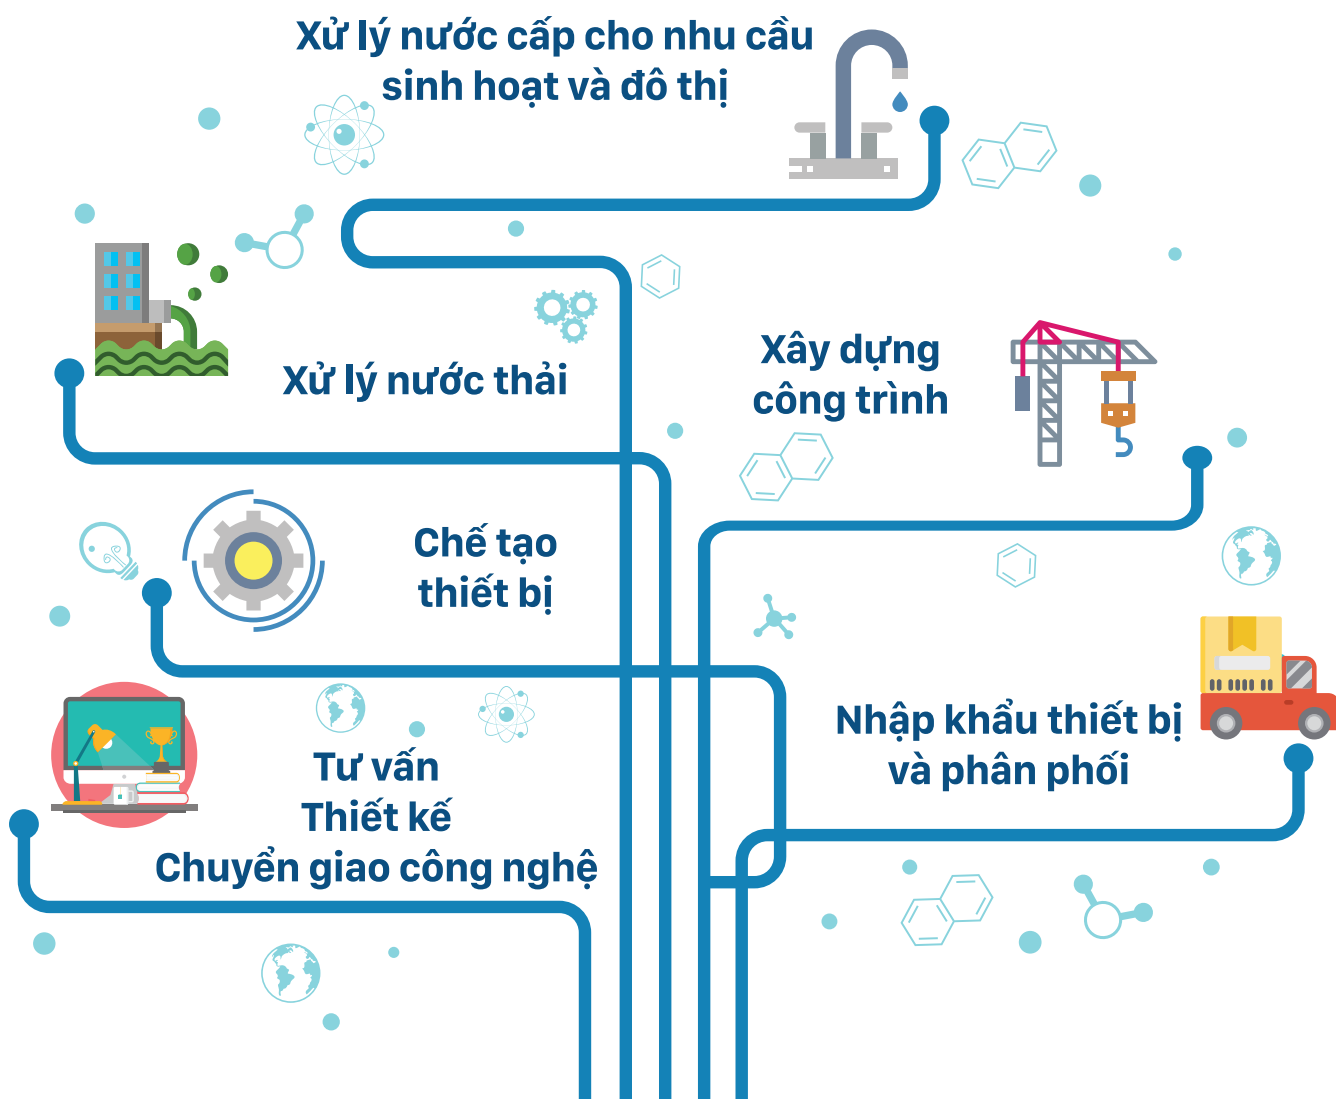 Xử lý nước cấp cho nhu cầu
sinh hoạt và đô thị
Xử lý nước thải
Xây dựng
công trình
Chế tạo
thiết bị
Nhập khẩu thiết bị
và phân phối
Tư vấn
Thiết kế
Chuyển giao công nghệ